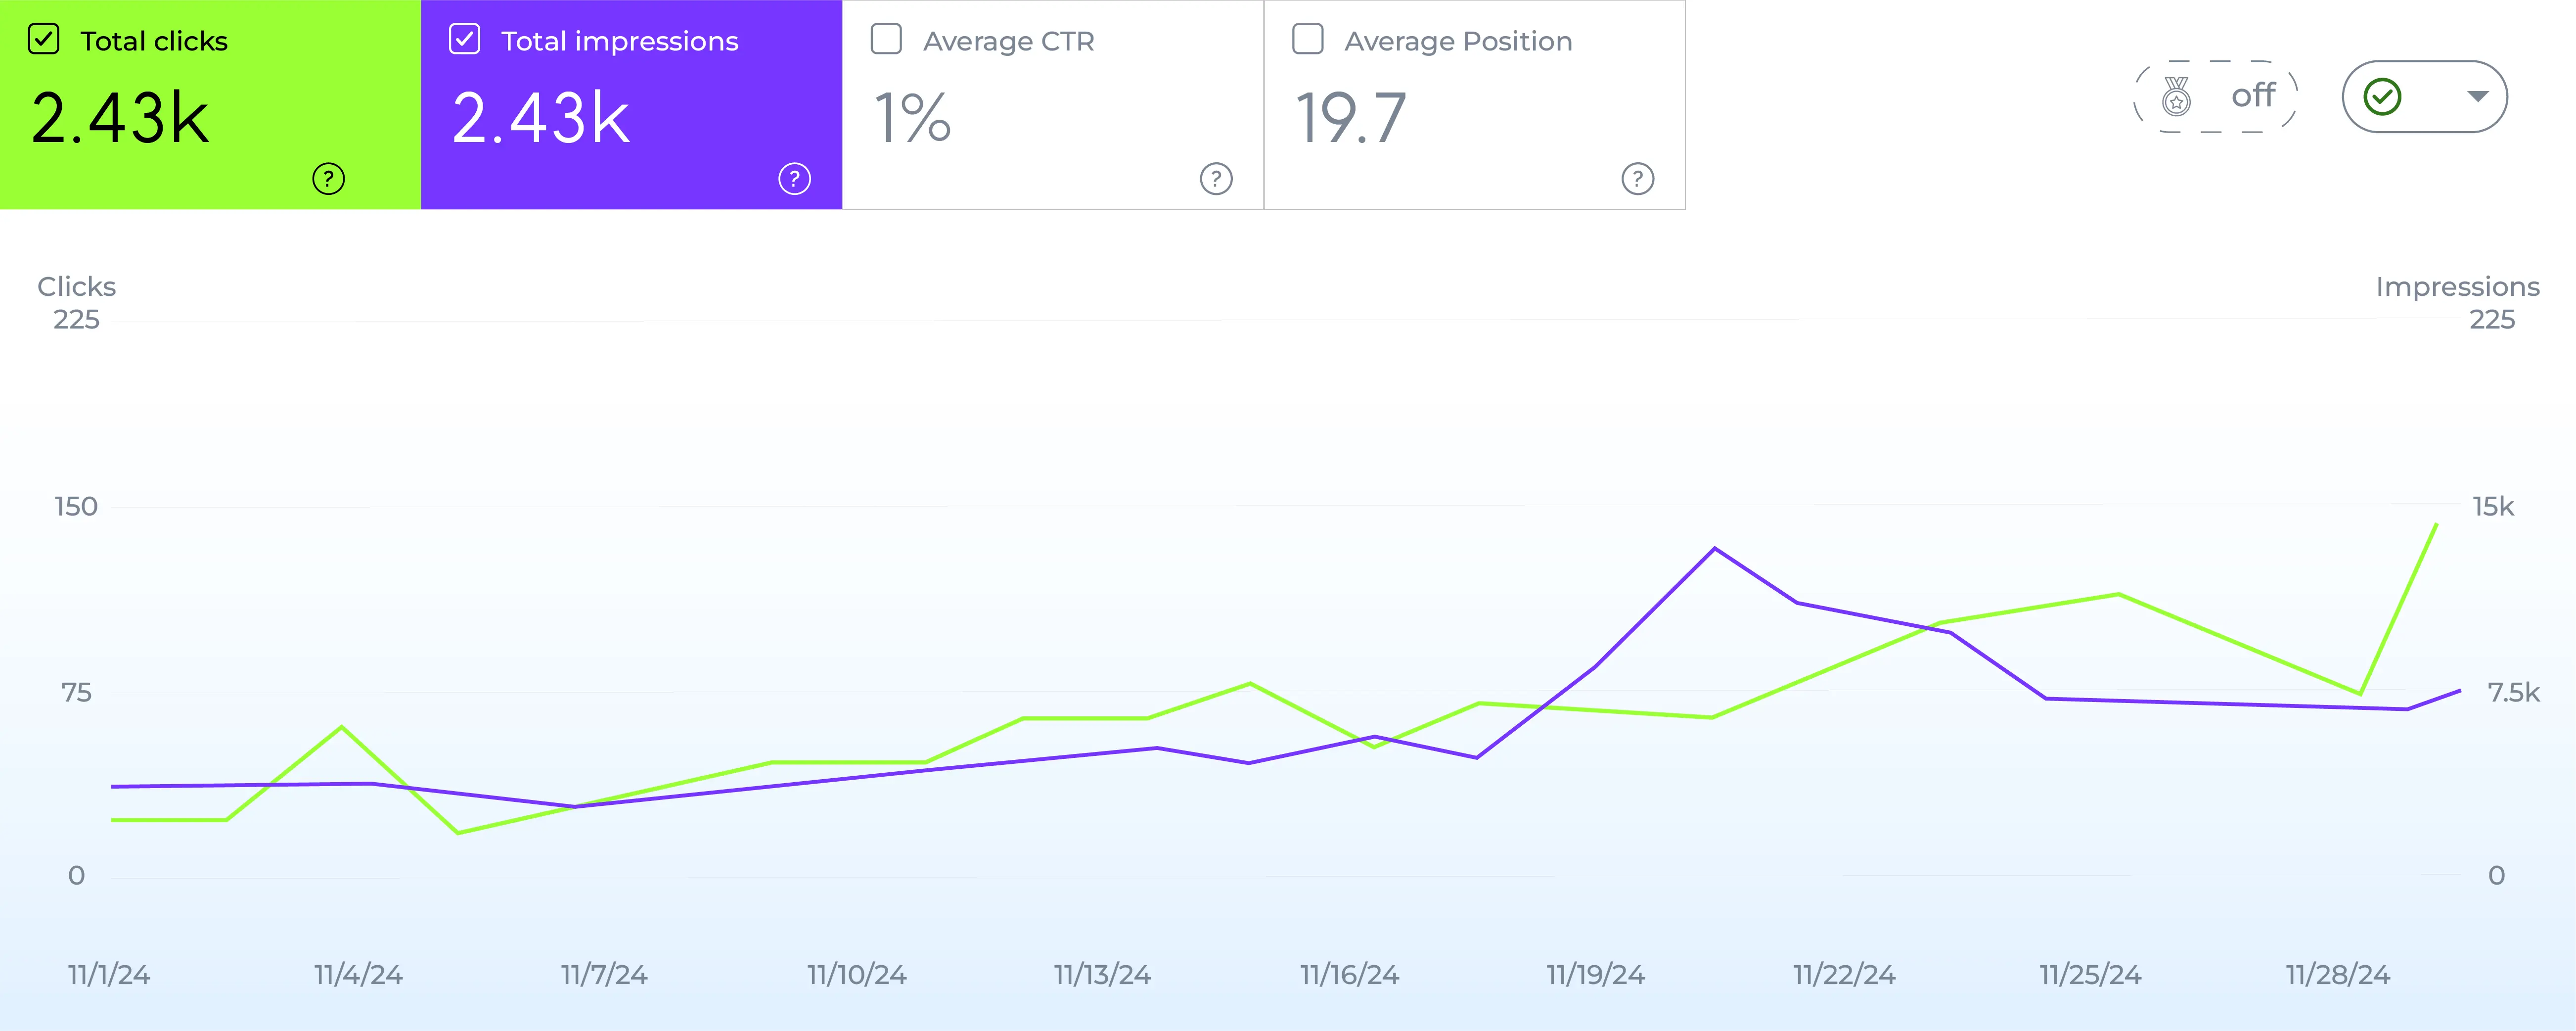 Total clicks
2.43k
?
Total impressions
2.43k
?
Average CTR
1%
?
Average Position
19.7
?
off
Clicks
225
150
75
0
Impressions
225
15k
7.5k
0
11/1/24 11/4/24 11/7/24 11/10/24 11/13/24 11/16/24 11/19/24 11/22/24 11/25/24 11/28/24